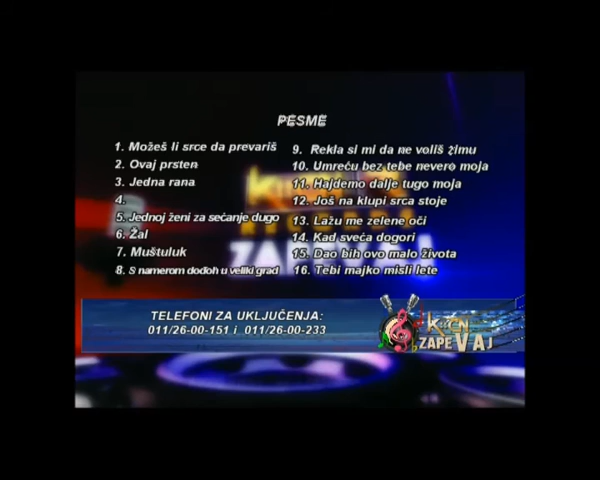 PESME
1. Možeš li srce da prevariš
2. Ovaj prsten
3. Jedna rana
4.
5. Jednoj ženi za sećanje dugo
6. Žal
7. Muštuluk
8. S namerom dođoh u veliki grad
9. Rekla si mi da ne voliš zimu
10. Umreću bez tebe nevero moja
11. Hajdemo dalje tugo moja
12. Još na klupi srca stoje
13. Lažu me zelene oči
14. Kad sveća dogori
15. Dao bih ovo malo života
16. Tebi majko misli lete
ZAPEVAJ
TELEFONI ZA UKLJUČENJA:
011/26-00-151 i 011/26-00-233
KCN
ZAPEVAJ